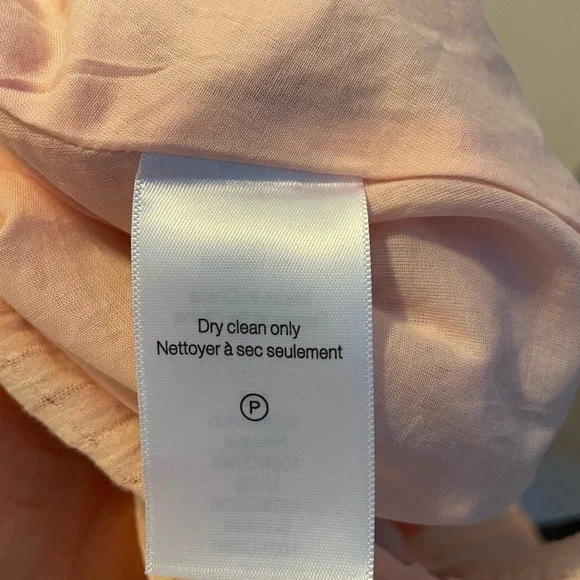 Dry clean only
Nettoyer à sec seulement
P